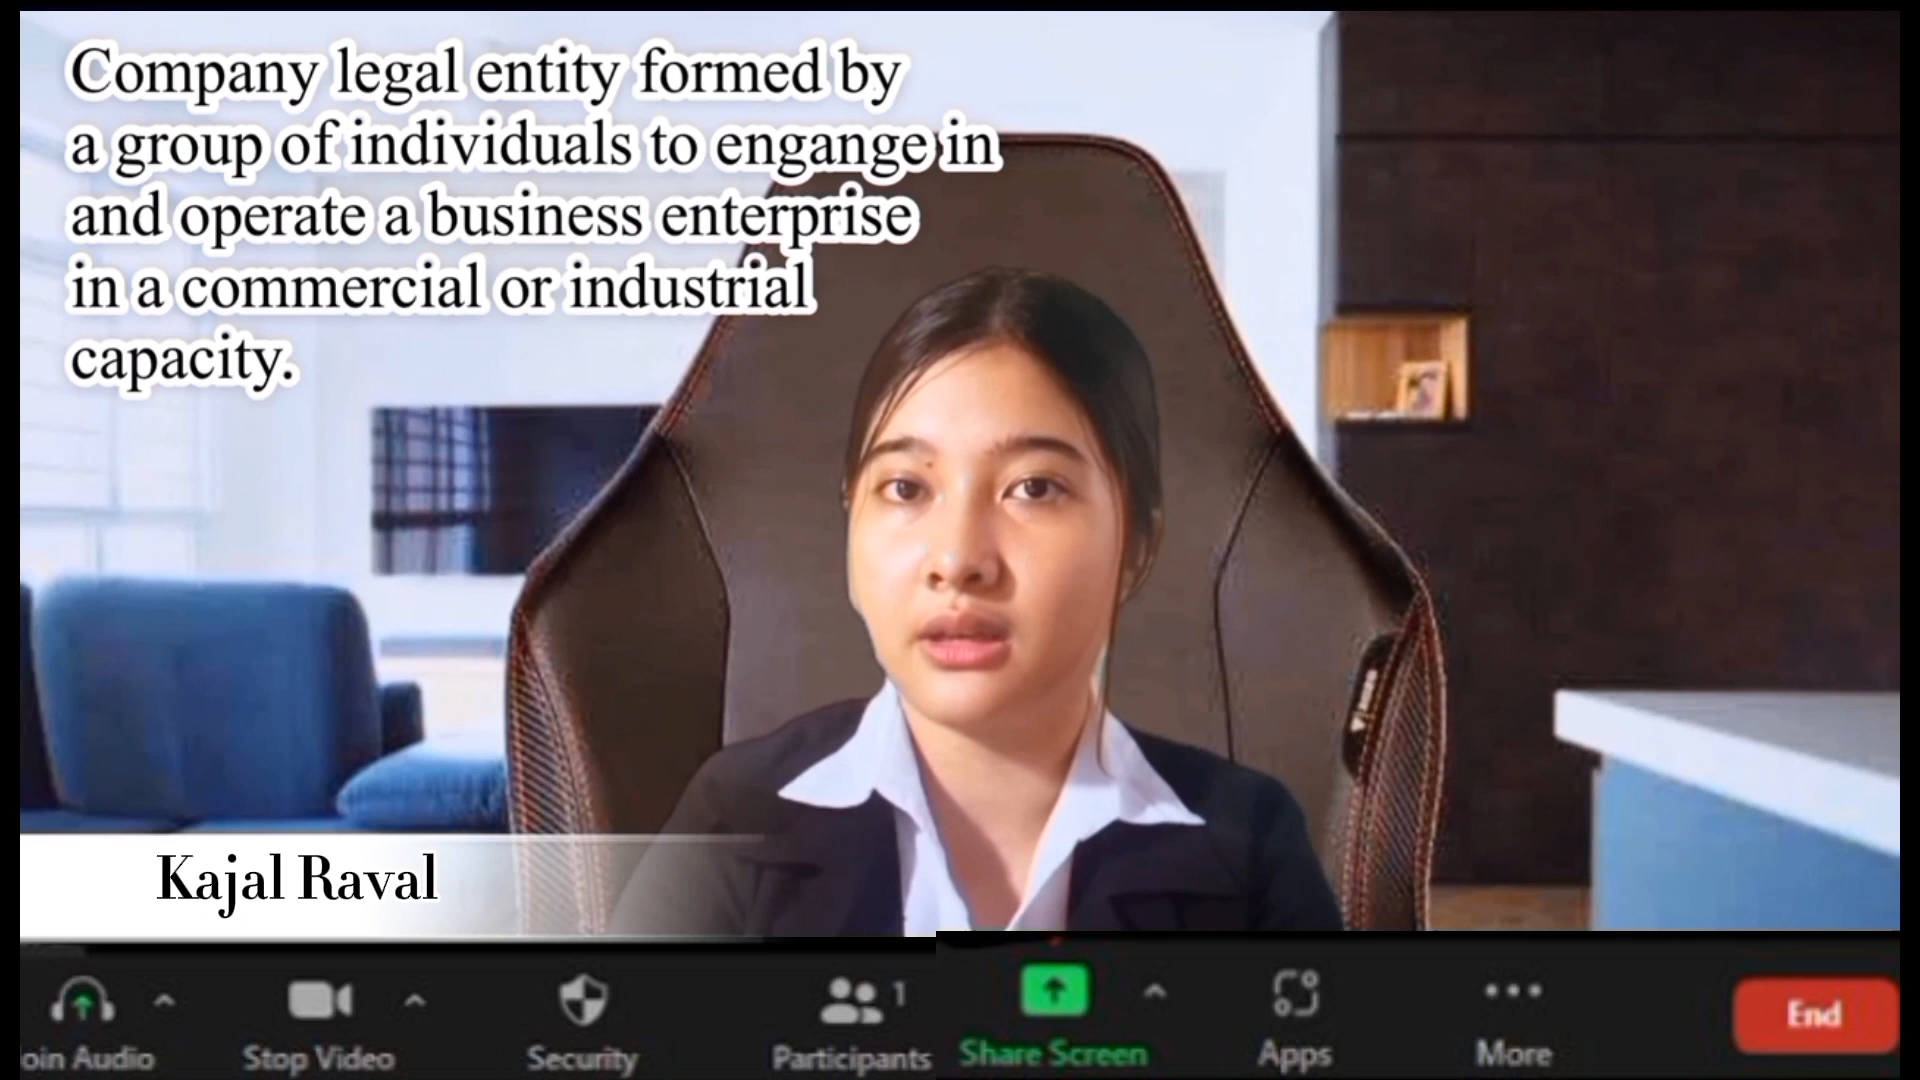 Company legal entity formed by
a group of individuals to engange in
and operate a business enterprise
in a commercial or industrial
capacity.
Kajal Raval
oin Audio
Stop Video
Security
Participants
1
Share Screen
Apps
More
End